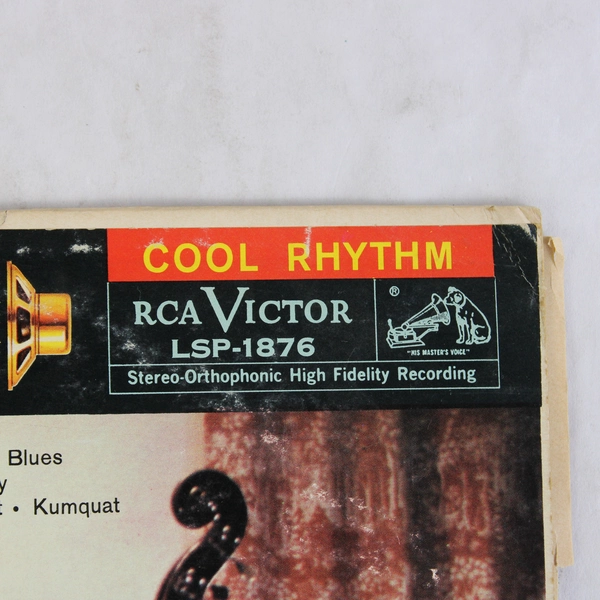 COOL RHYTHM
RCA VICTOR
®
LSP-1876
"HIS MASTER'S VOICE"
Stereo-Orthophonic High Fidelity Recording
Blues
y
t • Kumquat